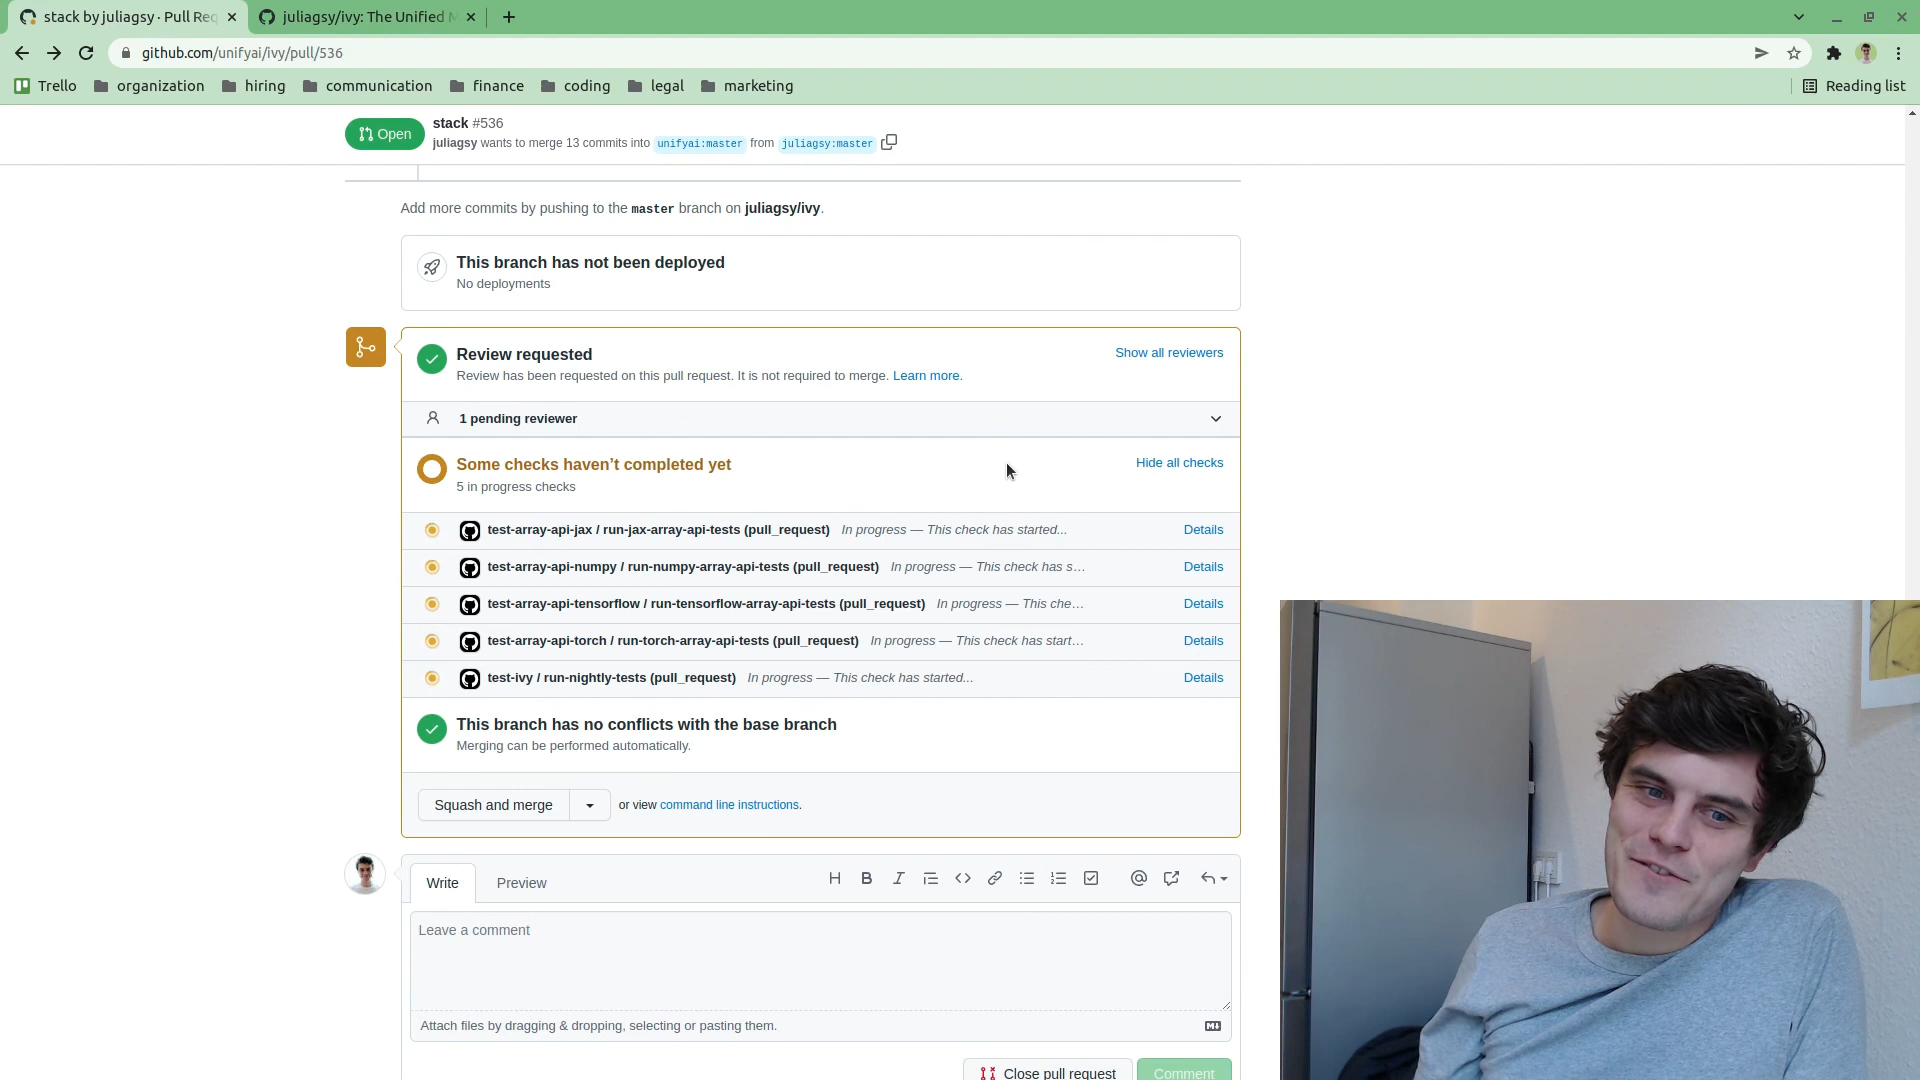 stack by juliagsy · Pull Req
juliagsy/ivy: The Unified M
github.com/unifyai/ivy/pull/536
Trello organization hiring communication finance coding legal marketing Reading list
Open
stack #536
juliagsy wants to merge 13 commits into unifyai:master from juliagsy:master
Add more commits by pushing to the master branch on juliagsy/ivy.
This branch has not been deployed
No deployments
Review requested
Show all reviewers
Review has been requested on this pull request. It is not required to merge. Learn more.
1 pending reviewer
Some checks haven’t completed yet
Hide all checks
5 in progress checks
test-array-api-jax / run-jax-array-api-tests (pull_request) In progress — This check has started... Details
test-array-api-numpy / run-numpy-array-api-tests (pull_request) In progress — This check has s… Details
test-array-api-tensorflow / run-tensorflow-array-api-tests (pull_request) In progress — This che… Details
test-array-api-torch / run-torch-array-api-tests (pull_request) In progress — This check has start… Details
test-ivy / run-nightly-tests (pull_request) In progress — This check has started... Details
This branch has no conflicts with the base branch
Merging can be performed automatically.
Squash and merge or view command line instructions.
Write Preview
Leave a comment
Attach files by dragging & dropping, selecting or pasting them.
Close pull request Comment